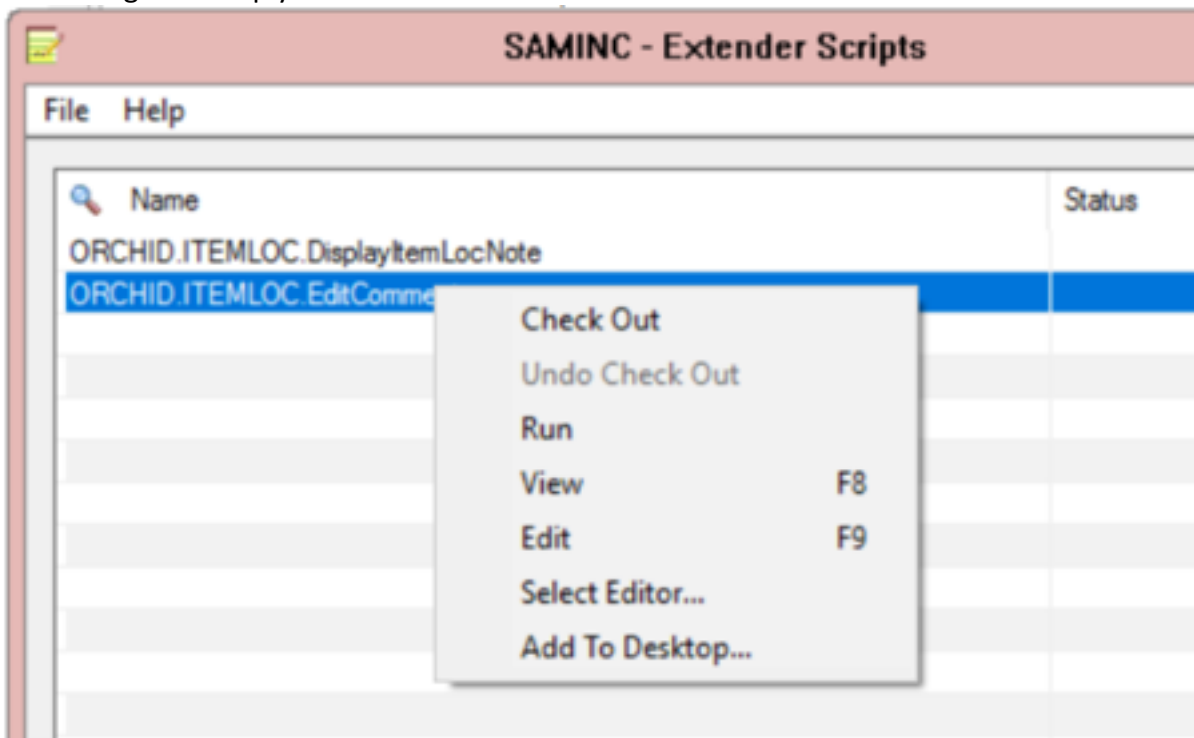 SAMINC - Extender Scripts
File Help
Name Status
ORCHID.ITEMLOC.DisplayItemLocNote
ORCHID.ITEMLOC.EditComme
Check Out
Undo Check Out
Run
View F8
Edit F9
Select Editor...
Add To Desktop...